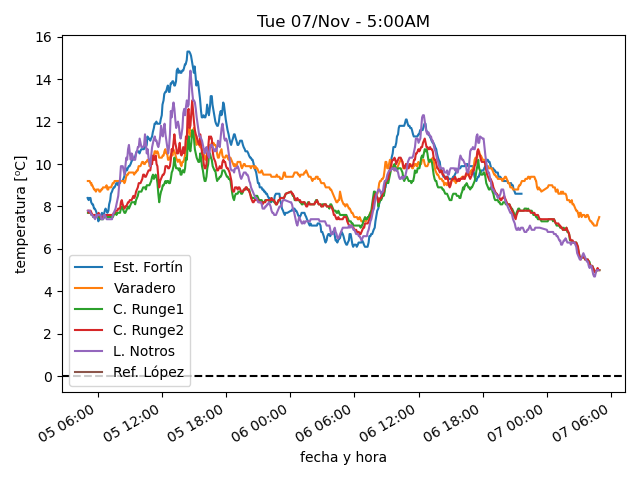 Tue 07/Nov - 5:00AM
temperatura [ºC]
16
14
12
10
8
6
4
2
0
Est. Fortín
Varadero
C. Runge1
C. Runge2
L. Notros
Ref. López
05 06:00
05 12:00
05 18:00
06 00:00
06 06:00
06 12:00
06 18:00
07 00:00
07 06:00
fecha y hora